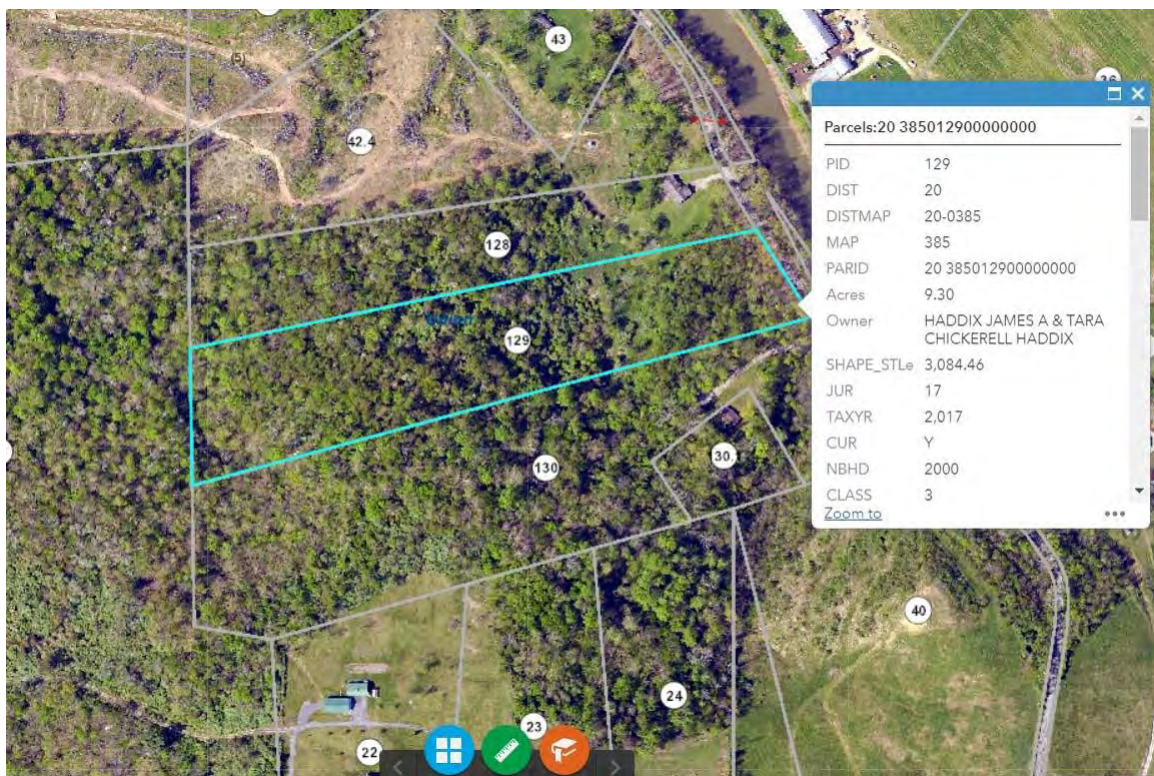 43
(5)
42.4
128
129
130
30.
40
24
23
22
Parcels:20 385012900000000
PID 129
DIST 20
DISTMAP 20-0385
MAP 385
PARID 20 385012900000000
Acres 9.30
Owner HADDIX JAMES A & TARA
CHICKERELL HADDIX
SHAPE_STLe 3,084.46
JUR 17
TAXYR 2,017
CUR Y
NBHD 2000
CLASS 3
Zoom to